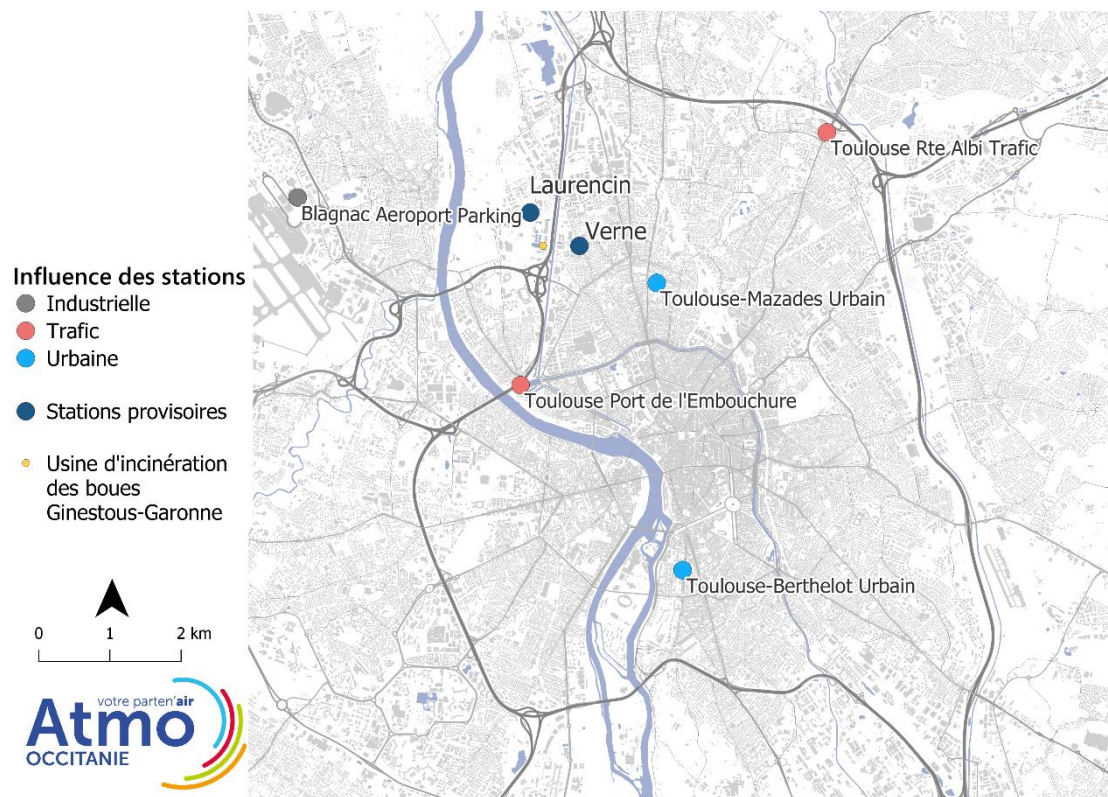 Influence des stations
Industrielle
Trafic
Urbaine
Stations provisoires
Usine d'incinération
des boues
Ginestous-Garonne
0 1 2 km
votre parten'air
Atmo
OCCITANIE
Toulouse Rte Albi Trafic
Laurencin
Blagnac Aeroport Parking
Verne
Toulouse-Mazades Urbain
Toulouse Port de l'Embouchure
Toulouse-Berthelot Urbain